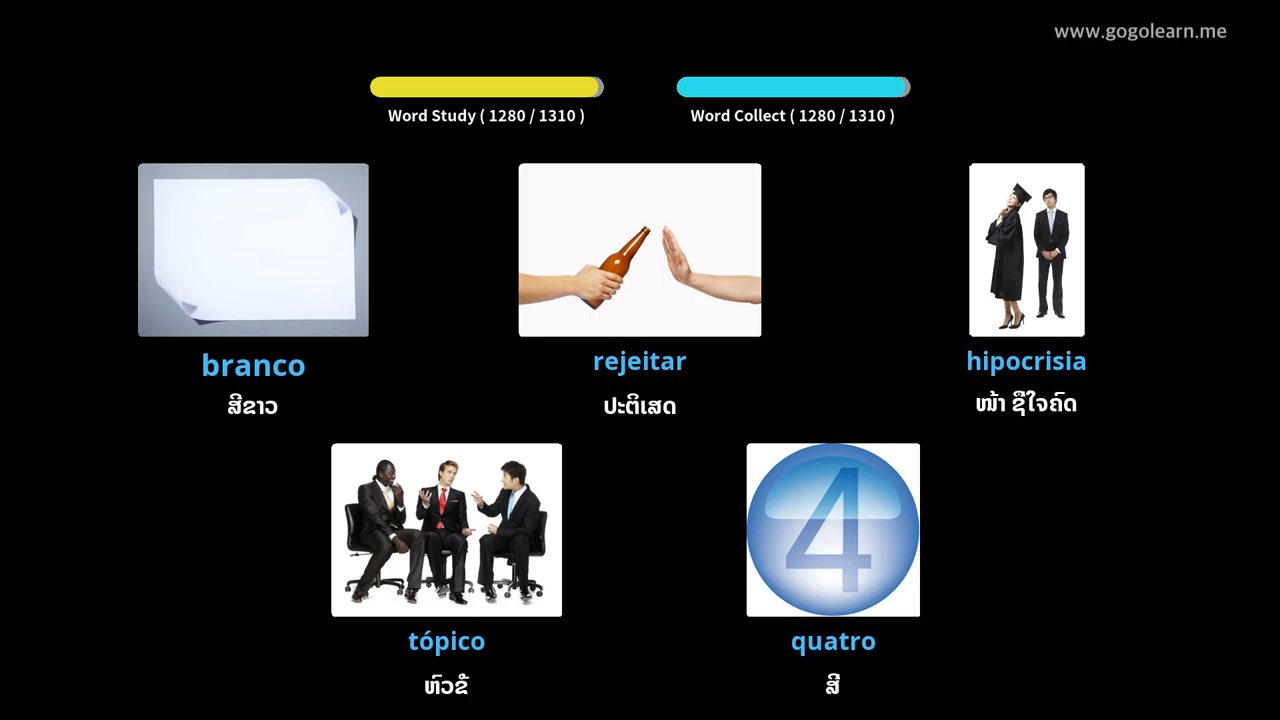 www.gogolearn.me
Word Study ( 1280 / 1310 )
Word Collect ( 1280 / 1310 )
branco
ສີຂາວ
rejeitar
ປະຕິເສດ
hipocrisia
ໜ້າ ຊື່ໃຈຄົດ
4
tópico
ຫົວຂໍ້
quatro
ສີ່